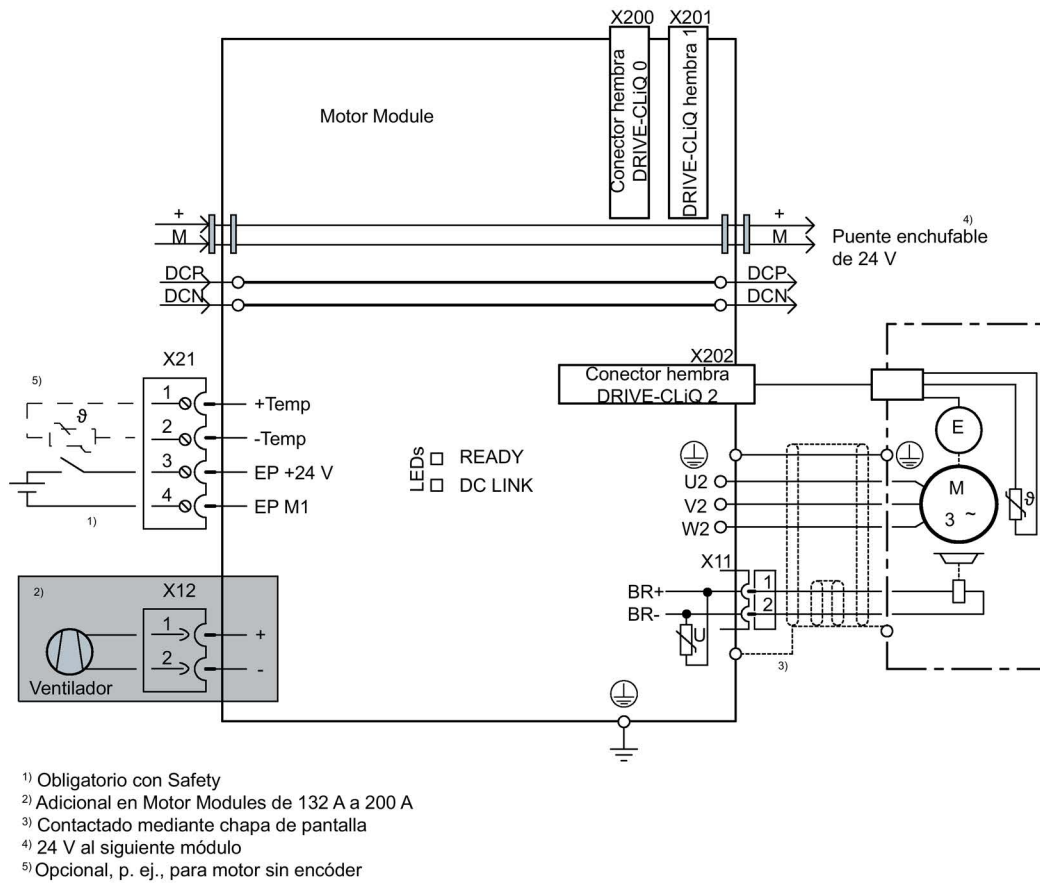 X200 X201
Conector hembra
DRIVE-CLiQ 0
DRIVE-CLiQ hembra 1
Motor Module
+
M
+
M
4)
Puente enchufable
de 24 V
DCP
DCN
DCP
DCN
X21
5)
ϑ
1
2
3
4
+Temp
-Temp
EP +24 V
EP M1
1)
LEDs
READY
DC LINK
X202
Conector hembra
DRIVE-CLiQ 2
E
M
3 ~
ϑ
U2
V2
W2
X11
BR+
BR-
1
2
U
3)
2)
X12
1
2
+
-
Ventilador
1) Obligatorio con Safety
2) Adicional en Motor Modules de 132 A a 200 A
3) Contactado mediante chapa de pantalla
4) 24 V al siguiente módulo
5) Opcional, p. ej., para motor sin encóder